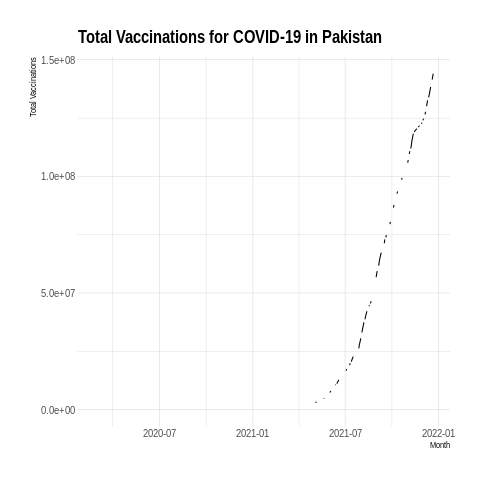 Total Vaccinations for COVID-19 in Pakistan
Total Vaccinations
1.5e+08
1.0e+08
5.0e+07
0.0e+00
2020-07 2021-01 2021-07 2022-01
Month